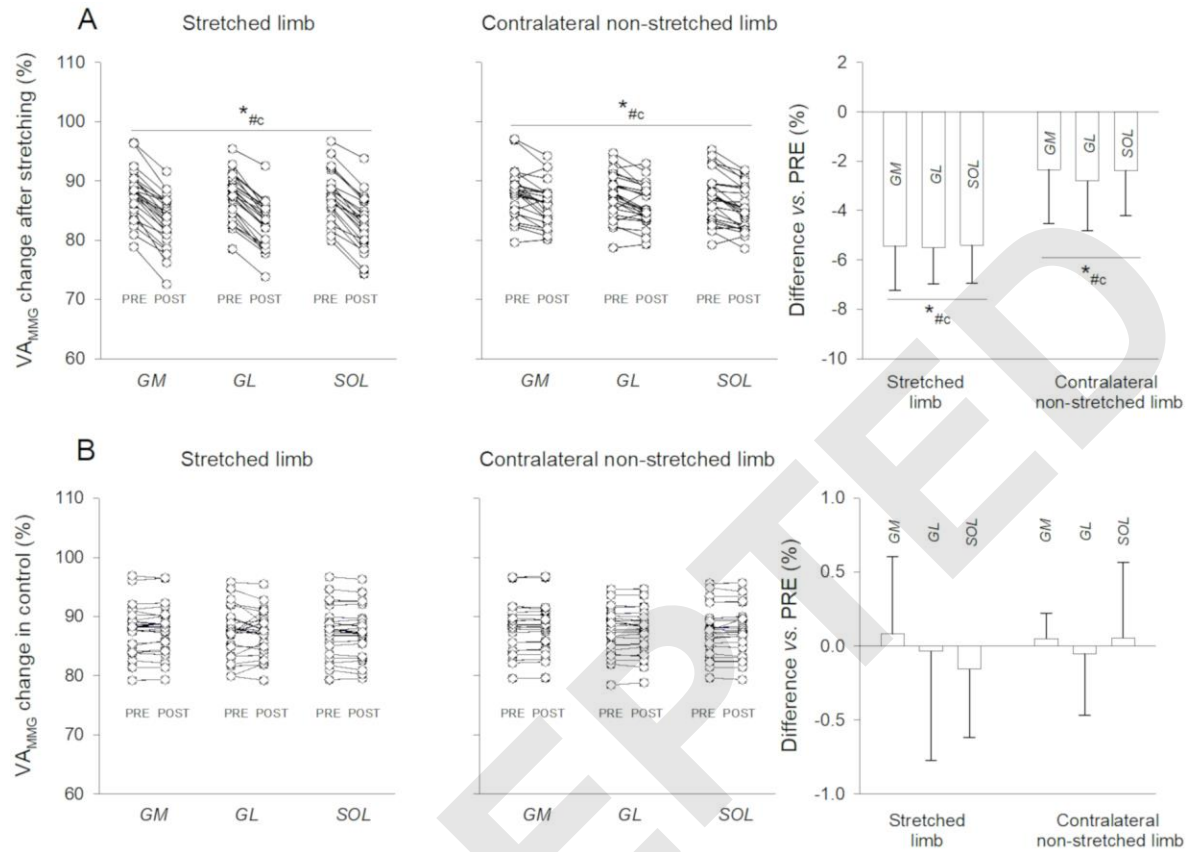 A
Stretched limb
Contralateral non-stretched limb
VAMMG change after stretching (%)
110
100
90
80
70
60
*#c
PRE POST PRE POST PRE POST
GM GL SOL
*#c
PRE POST PRE POST PRE POST
GM GL SOL
Difference vs. PRE (%)
2
0
-2
-4
-6
-8
-10
GM GL SOL
GM GL SOL
*#c
*#c
Stretched
limb
Contralateral
non-stretched limb
B
Stretched limb
Contralateral non-stretched limb
VAMMG change in control (%)
110
100
90
80
70
60
PRE POST PRE POST PRE POST
GM GL SOL
PRE POST PRE POST PRE POST
GM GL SOL
Difference vs. PRE (%)
1.0
0.5
0.0
-0.5
-1.0
GM GL SOL
GM GL SOL
Stretched
limb
Contralateral
non-stretched limb
EPTED